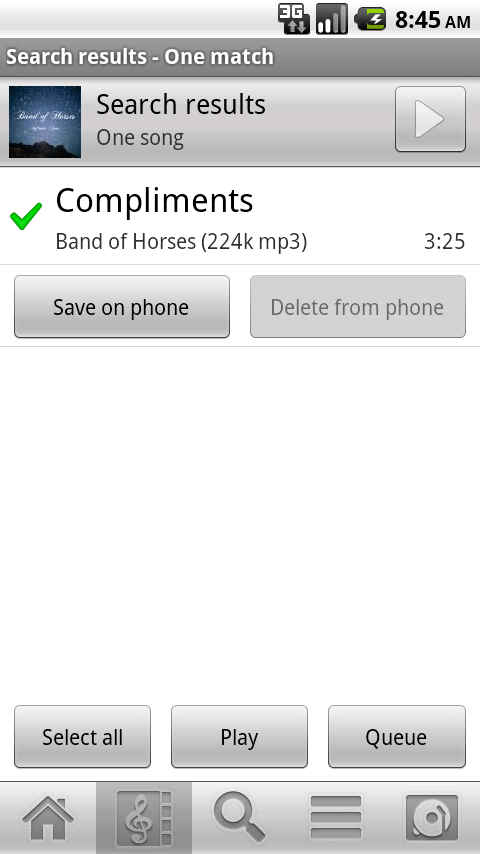 3G
8:45 AM
Search results - One match
Band of Horses
Search results
One song
Compliments
Band of Horses (224k mp3)
3:25
Save on phone
Delete from phone
Select all
Play
Queue